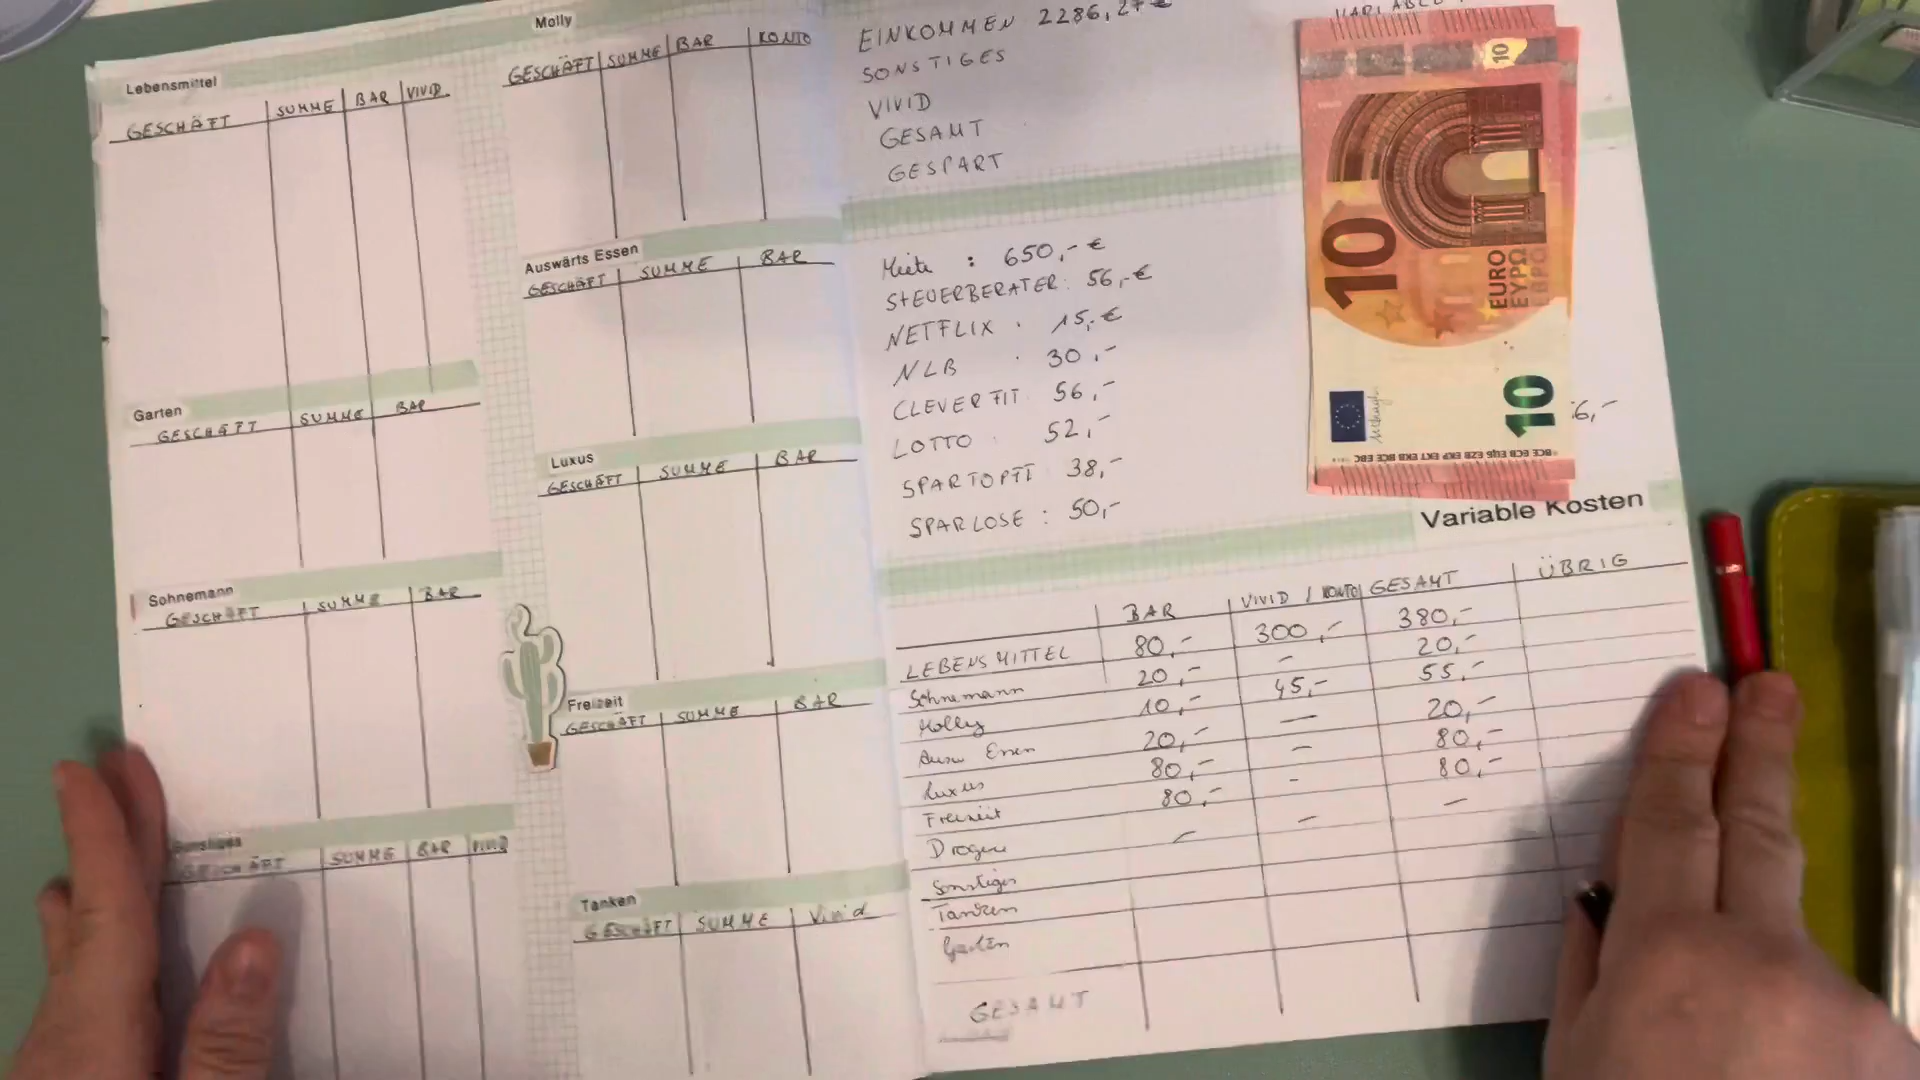 Lebensmittel
GESCHÄFT SUMME BAR VIVID
Garten
GESCHÄFT SUMME BAR
Sohnemann
GESCHÄFT SUMME BAR
Sonstiges
GESCHÄFT SUMME BAR VIVID
Molly
GESCHÄFT SUMME BAR KONTO
Auswärts Essen
GESCHÄFT SUMME BAR
Luxus
GESCHÄFT SUMME BAR
Freizeit
GESCHÄFT SUMME BAR
Tanken
GESCHÄFT SUMME Vivid
EINKOMMEN 2286,27€
SONSTIGES
VIVID
GESAMT
GESPART
Miete : 650,-€
STEUERBERATER: 56,-€
NETFLIX : 15,-€
NLB : 30,-
CLEVER FIT: 56,-
LOTTO : 52,-
SPARTOPTT 38,-
SPARLOSE : 50,-
10
10
EURO
ΕΥΡΩ
ЕВРО
10
6,-
Variable Kosten
BAR VIVID / KONTO GESAMT ÜBRIG
LEBENSMITTEL 80,- 300,- 380,-
Sohnemann 20,- - 20,-
Molly 10,- 45,- 55,-
Ausw Essen 20,- - 20,-
Luxus 80,- - 80,-
Freizeit 80,- - 80,-
Drogerie - - -
Sonstiges
Tanken
Garten
GESAMT